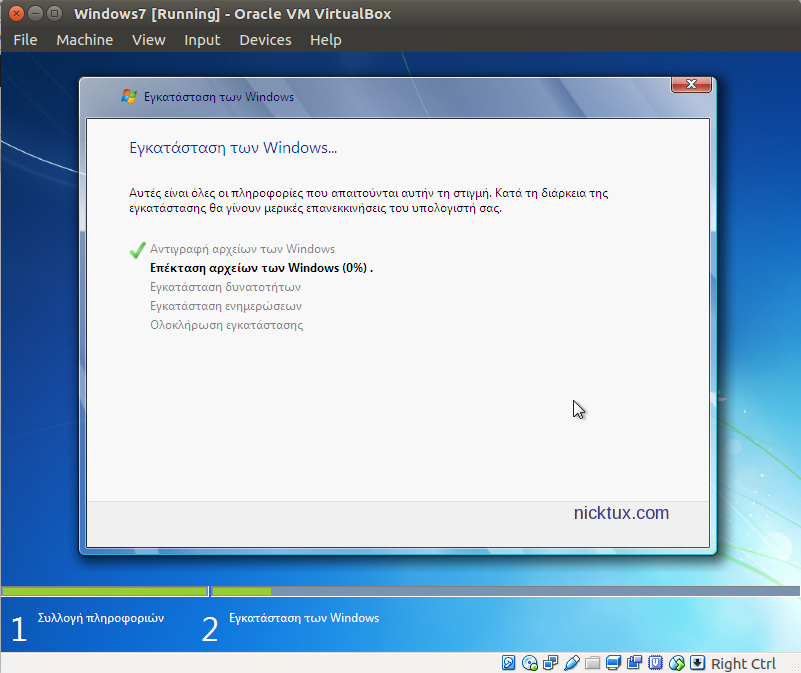 Windows7 [Running] - Oracle VM VirtualBox
File Machine View Input Devices Help
Εγκατάσταση των Windows
Εγκατάσταση των Windows...
Αυτές είναι όλες οι πληροφορίες που απαιτούνται αυτήν τη στιγμή. Κατά τη διάρκεια της
εγκατάστασης θα γίνουν μερικές επανεκκινήσεις του υπολογιστή σας.
Αντιγραφή αρχείων των Windows
Επέκταση αρχείων των Windows (0%) .
Εγκατάσταση δυνατοτήτων
Εγκατάσταση ενημερώσεων
Ολοκλήρωση εγκατάστασης
nicktux.com
1 Συλλογή πληροφοριών 2 Εγκατάσταση των Windows
Right Ctrl